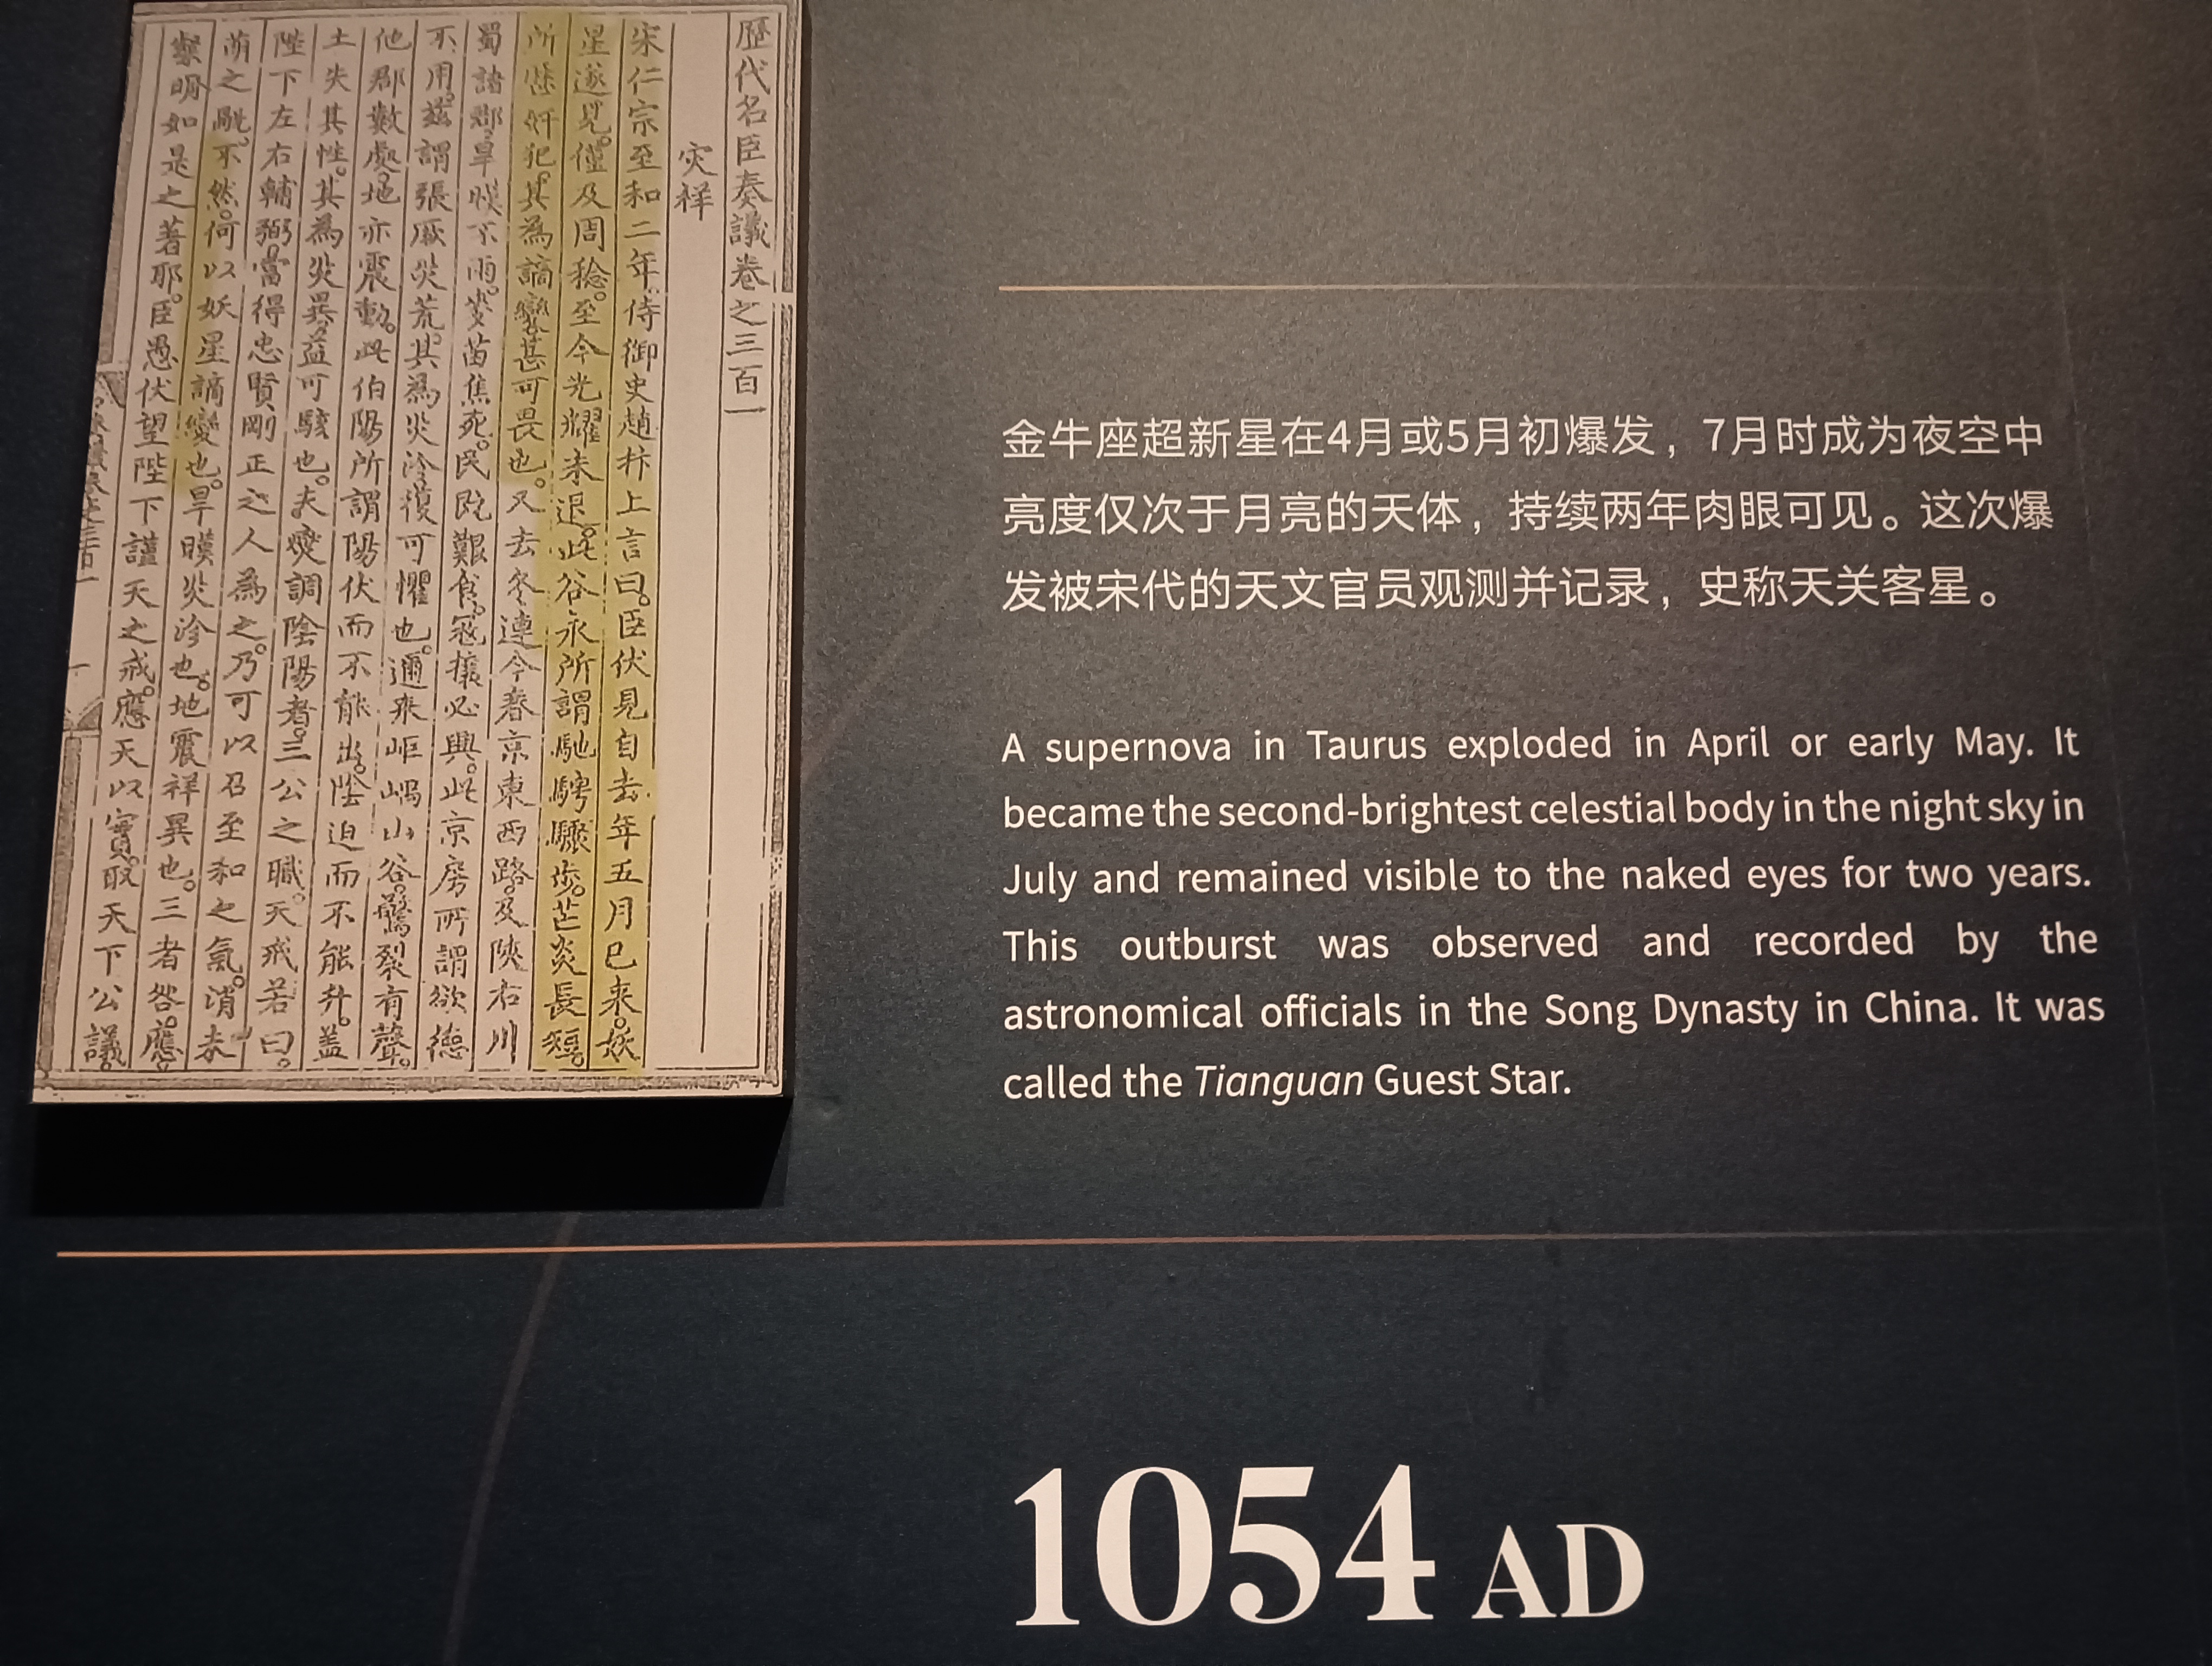 歷代名臣奏議卷之三百一
灾祥
宋仁宗至和二年。侍御史趙抃上言曰。臣伏見自去年五月已来。妖
星遂見。僅及周稔。至今光耀未退。此谷永所謂馳騁驟步。芒炎長短。
所歷奸犯。其為謫變甚可畏也。又去冬連今春京東西路。及陝右川
蜀諸郡。旱暵不雨。麥苗焦死。民既艱食。寇攘必興。此京房所謂欲德
不用。茲謂張厥災荒。其為災沴。復可懼也。邇来岠嵎山谷。驚裂有聲。
他郡數處。地亦震動。此伯陽所謂陽伏而不能出。陰迫而不能升。盖
土失其性。其為災異。益可駭也。夫燮調陰陽者。三公之職。天戒若曰。
陛下左右輔弼。當得忠賢剛正之人為之。乃可以召至和之氣。消未
萌之亂。不然。何以妖星謫變也。旱暵災沴也。地震祥異也。三者咎應。
明如是之著耶。臣愚伏望陛下謹天之戒。應天以實。取天下公議。
金牛座超新星在4月或5月初爆发，7月时成为夜空中
亮度仅次于月亮的天体，持续两年肉眼可见。这次爆
发被宋代的天文官员观测并记录，史称天关客星。
A supernova in Taurus exploded in April or early May. It
became the second-brightest celestial body in the night sky in
July and remained visible to the naked eyes for two years.
This outburst was observed and recorded by the
astronomical officials in the Song Dynasty in China. It was
called the Tianguan Guest Star.
1054 AD